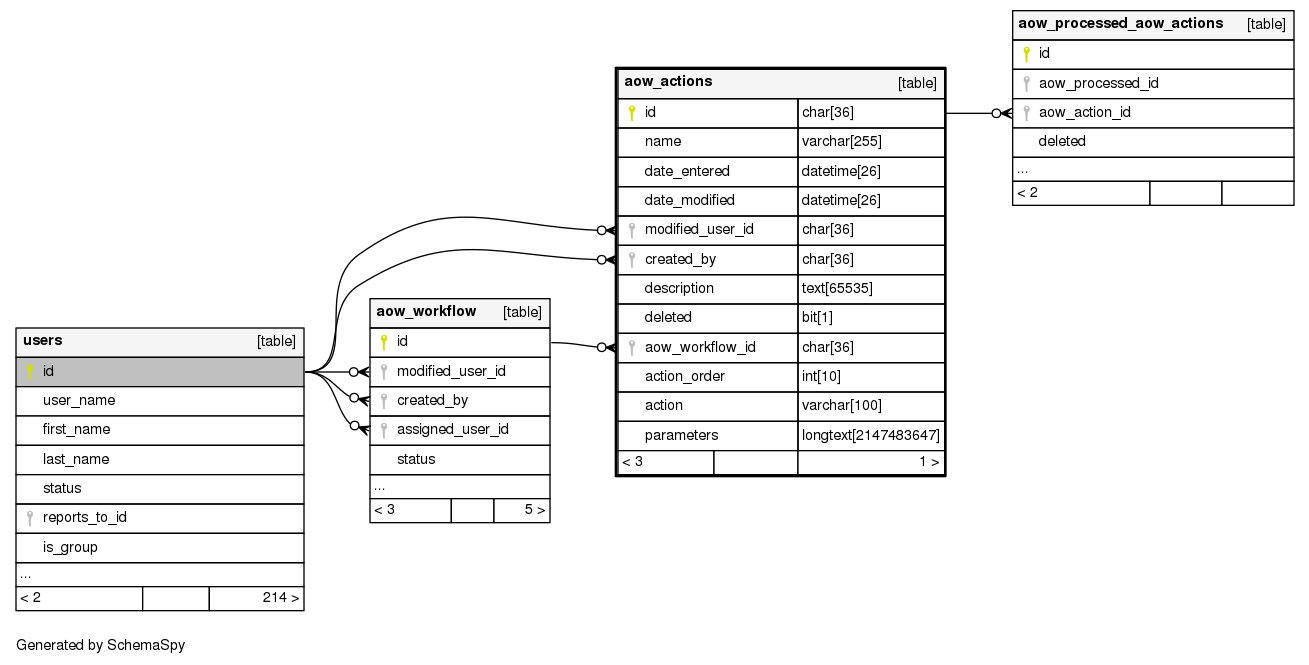 users [table]
id
user_name
first_name
last_name
status
reports_to_id
is_group
...
< 2 214 >
aow_workflow [table]
id
modified_user_id
created_by
assigned_user_id
status
...
< 3 5 >
aow_actions [table]
id char[36]
name varchar[255]
date_entered datetime[26]
date_modified datetime[26]
modified_user_id char[36]
created_by char[36]
description text[65535]
deleted bit[1]
aow_workflow_id char[36]
action_order int[10]
action varchar[100]
parameters longtext[2147483647]
< 3 1 >
aow_processed_aow_actions [table]
id
aow_processed_id
aow_action_id
deleted
...
< 2
Generated by SchemaSpy